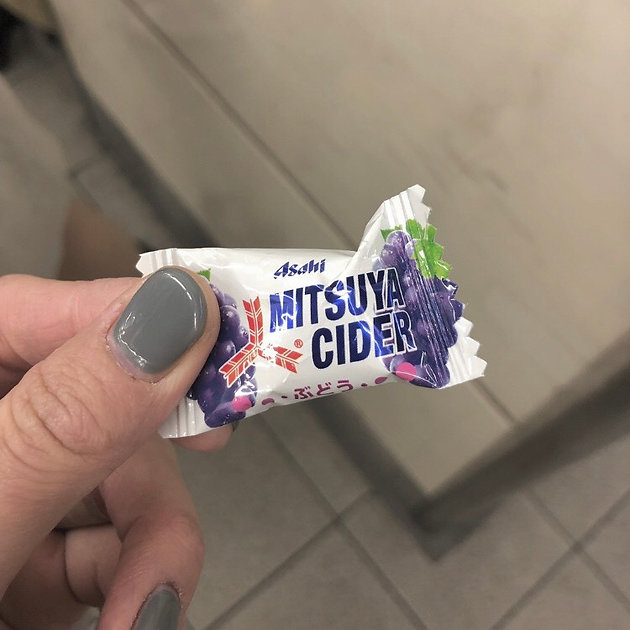 Asahi
MITSUYA
CIDER
®
ぶどう